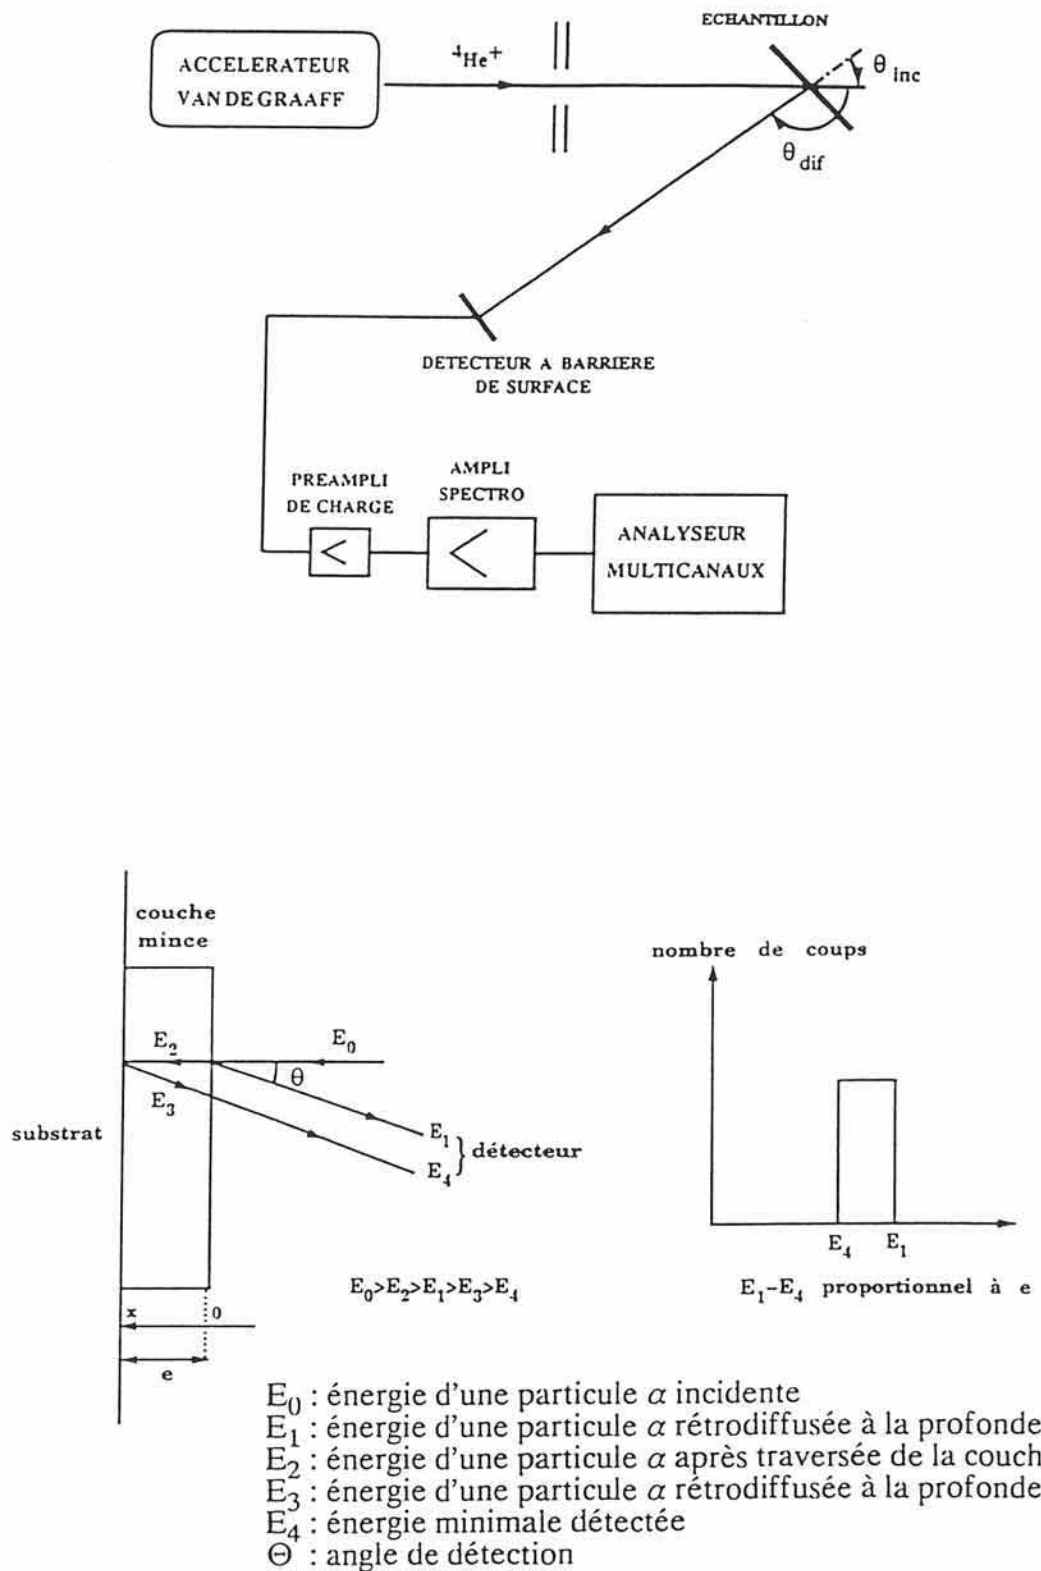 ECHANTILLON
ACCELERATEUR
VAN DE GRAAFF
⁴He⁺
θ inc
θ dif
DETECTEUR A BARRIERE
DE SURFACE
PREAMPLI
DE CHARGE
AMPLI
SPECTRO
ANALYSEUR
MULTICANAUX
couche
mince
nombre de coups
E₂
E₀
θ
E₃
substrat
E₁
E₄
} détecteur
E₄
E₁
E₀>E₂>E₁>E₃>E₄
E₁-E₄ proportionnel à e
x
0
e
E₀ : énergie d'une particule α incidente
E₁ : énergie d'une particule α rétrodiffusée à la profonde
E₂ : énergie d'une particule α après traversée de la couch
E₃ : énergie d'une particule α rétrodiffusée à la profonde
E₄ : énergie minimale détectée
Θ : angle de détection